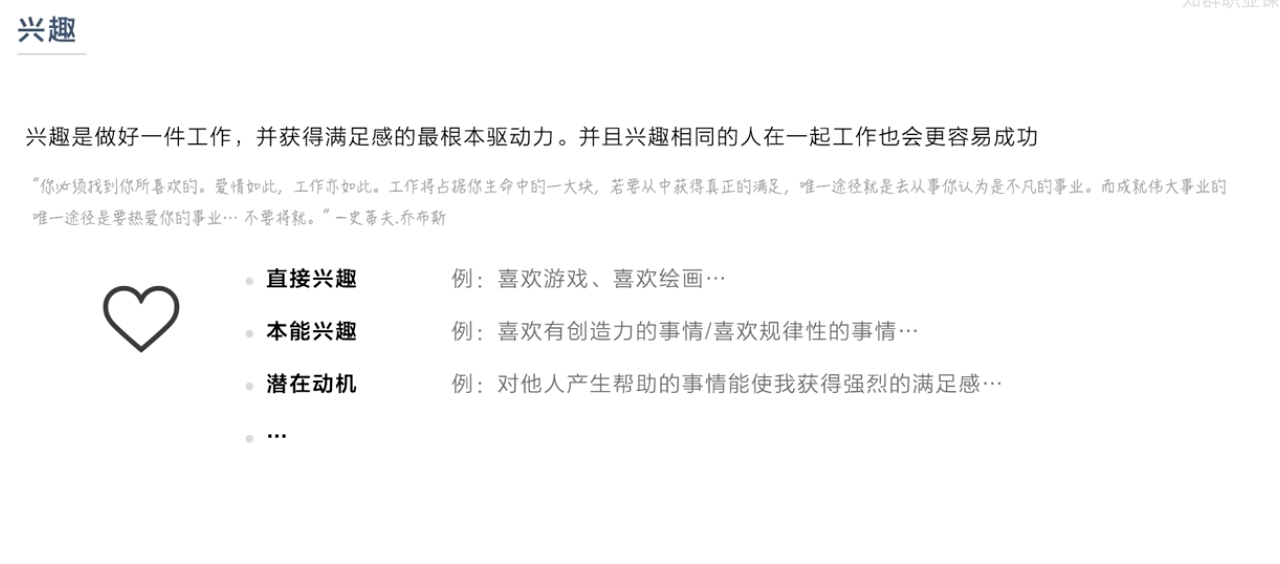 知群职业课
兴趣
兴趣是做好一件工作，并获得满足感的最根本驱动力。并且兴趣相同的人在一起工作也会更容易成功
“你必须找到你所喜欢的。爱情如此，工作亦如此。工作将占据你生命中的一大块，若要从中获得真正的满足，唯一途径就是去从事你认为是不凡的事业。而成就伟大事业的
唯一途径是要热爱你的事业… 不要将就。” —史蒂夫.乔布斯
直接兴趣 例：喜欢游戏、喜欢绘画…
本能兴趣 例：喜欢有创造力的事情/喜欢规律性的事情…
潜在动机 例：对他人产生帮助的事情能使我获得强烈的满足感…
…